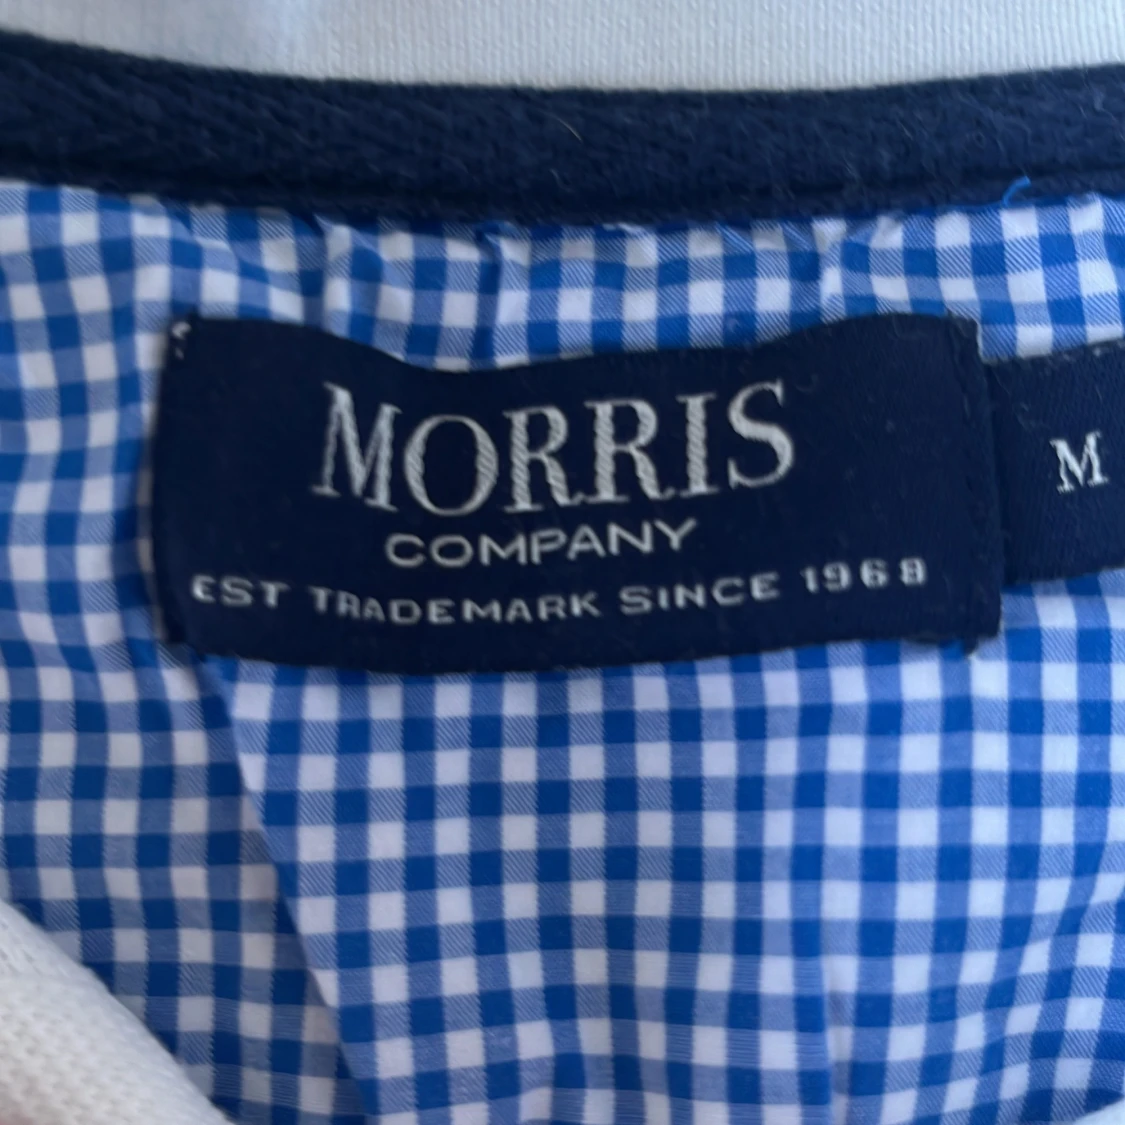 MORRIS
COMPANY
EST TRADEMARK SINCE 1968
M